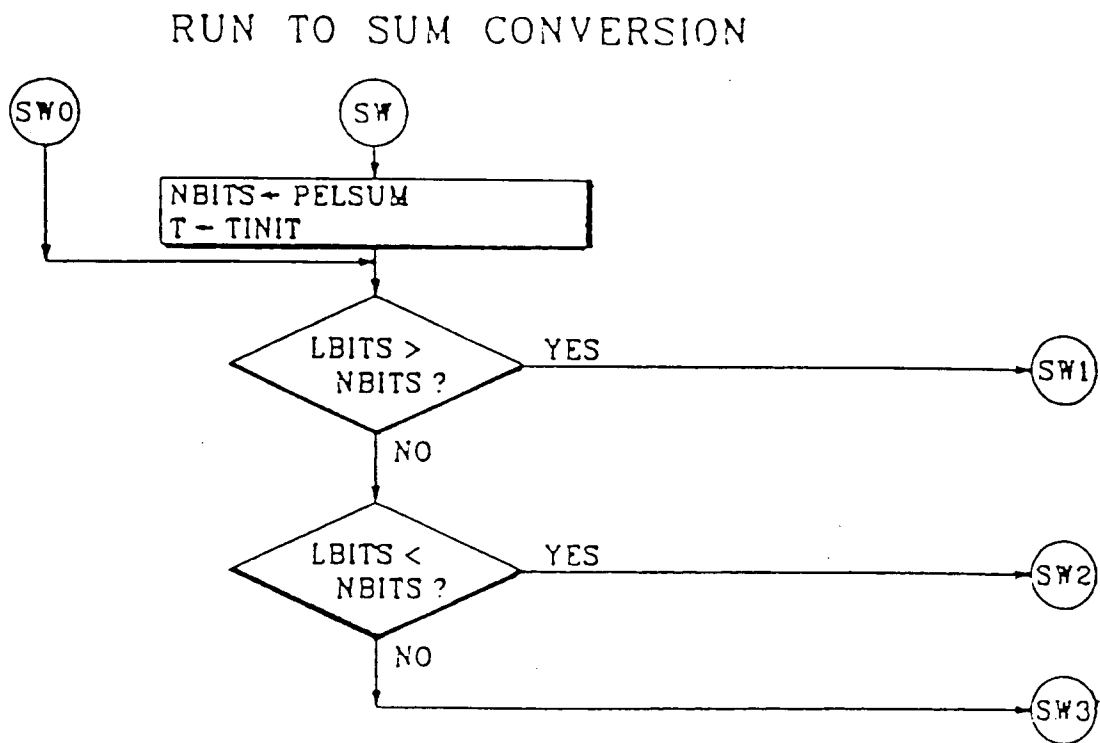 RUN TO SUM CONVERSION
SW0
SW
NBITS ← PELSUM
T ← TINIT
LBITS >
NBITS ?
YES
SW1
NO
LBITS <
NBITS ?
YES
SW2
NO
SW3